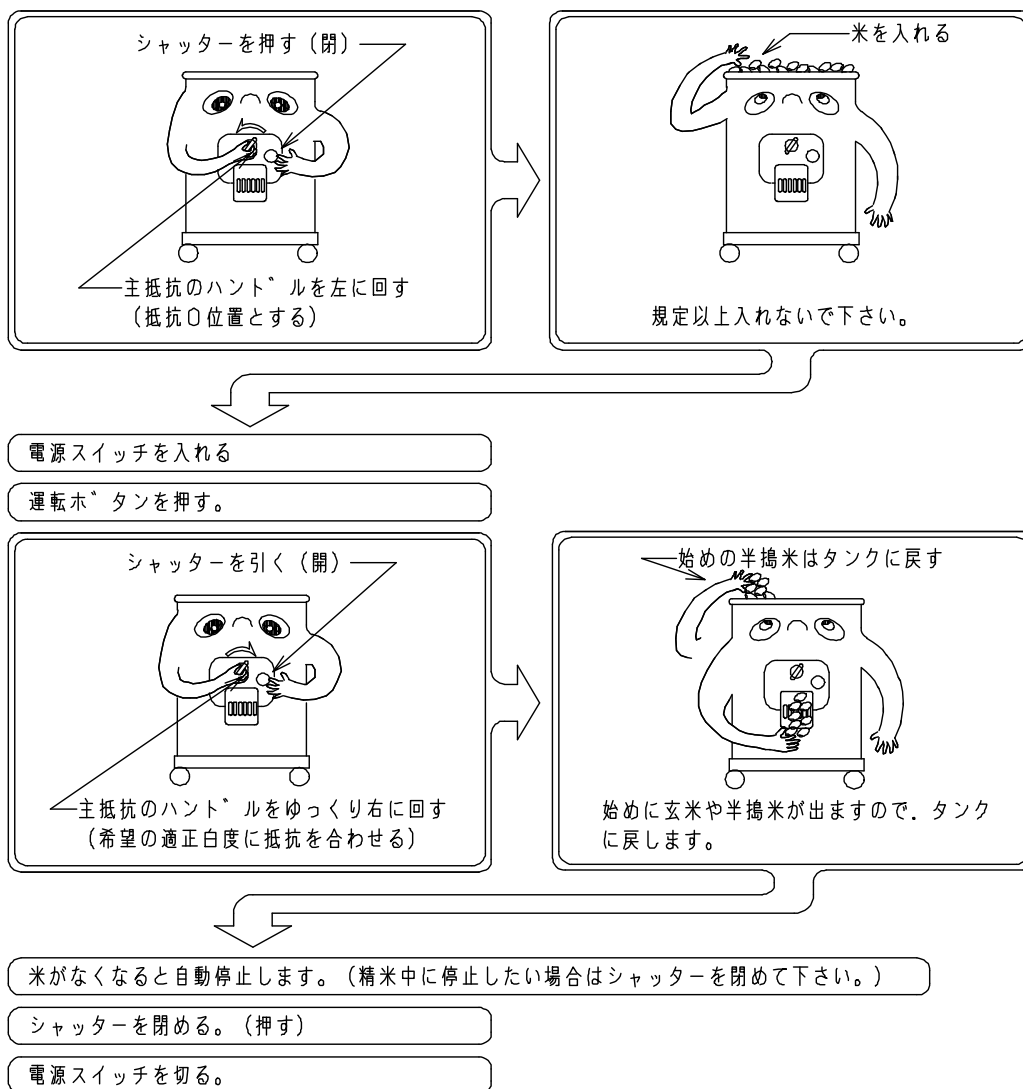 シャッターを押す(閉)
主抵抗のハンドルを左に回す
(抵抗0位置とする)
米を入れる
規定以上入れないで下さい。
電源スイッチを入れる
運転ボタンを押す。
シャッターを引く(開)
主抵抗のハンドルをゆっくり右に回す
(希望の適正白度に抵抗を合わせる)
始めの半搗米はタンクに戻す
始めに玄米や半搗米が出ますので.タンク
に戻します。
米がなくなると自動停止します。(精米中に停止したい場合はシャッターを閉めて下さい。)
シャッターを閉める。(押す)
電源スイッチを切る。